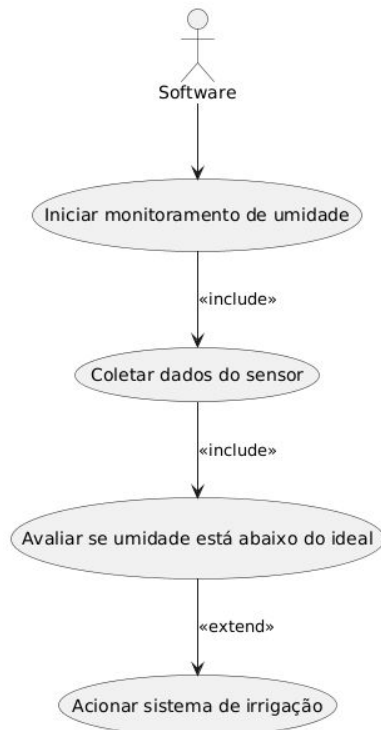 Software
Iniciar monitoramento de umidade
«include»
Coletar dados do sensor
«include»
Avaliar se umidade está abaixo do ideal
«extend»
Acionar sistema de irrigação